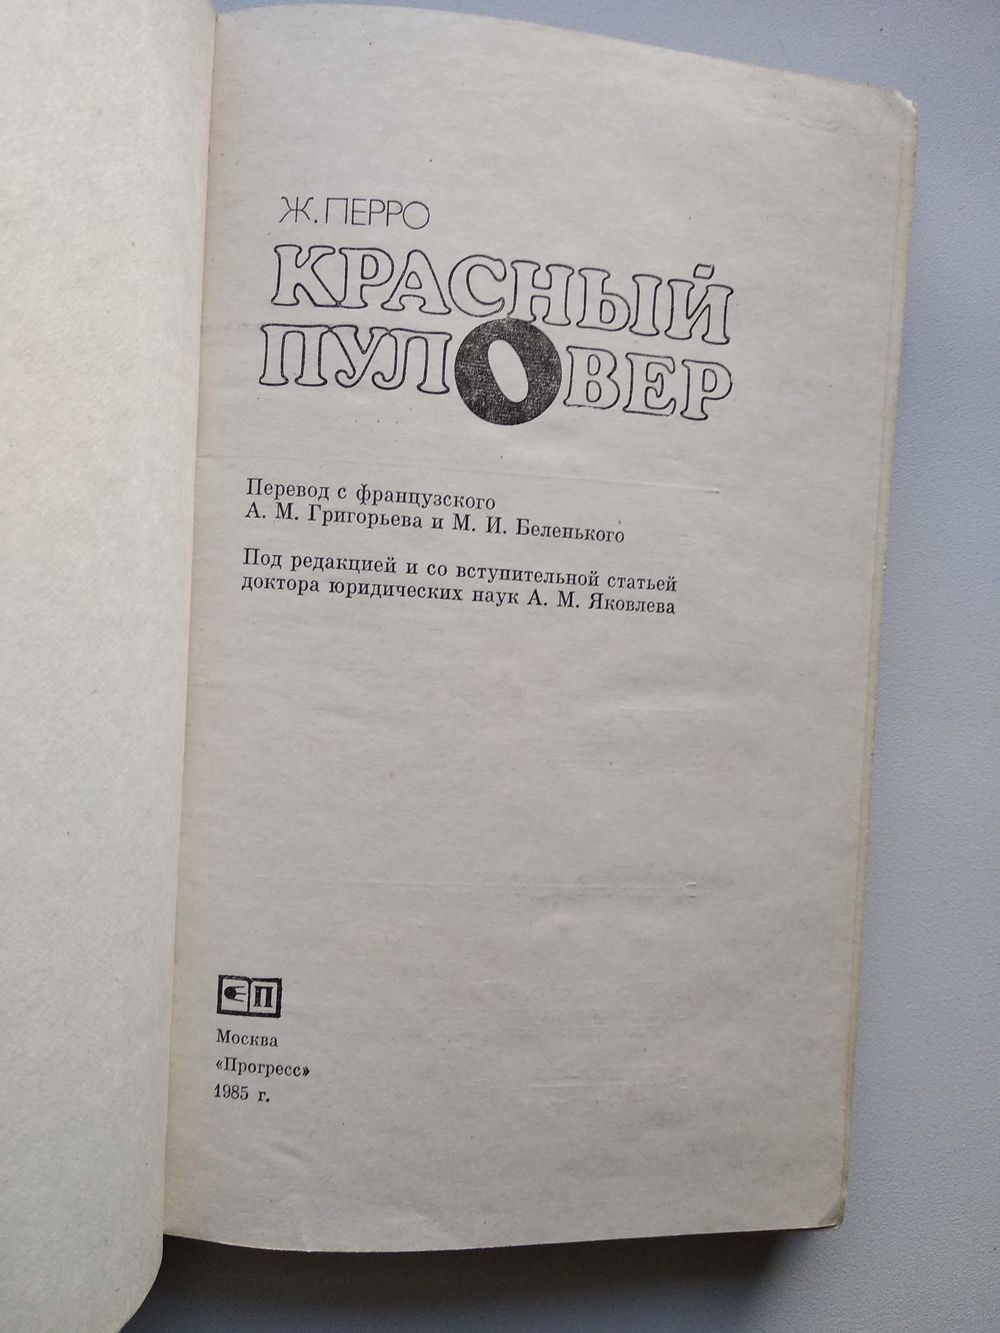 Ж. ПЕРРО
КРАСНЫЙ
ПУЛОВЕР
Перевод с французского
А. М. Григорьева и М. И. Беленького
Под редакцией и со вступительной статьей
доктора юридических наук А. М. Яковлева
П
Москва
«Прогресс»
1985 г.